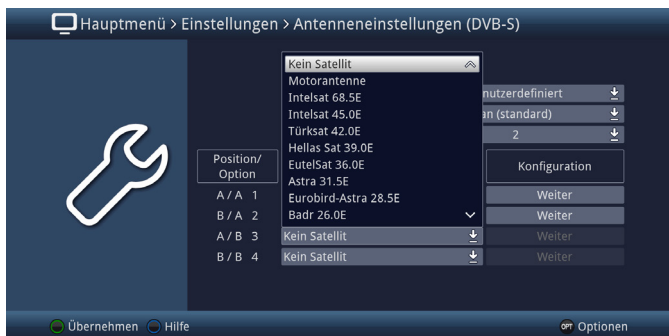 Hauptmenü > Einstellungen > Antenneneinstellungen (DVB-S)
Kein Satellit
Motorantenne
Intelsat 68.5E
nutzerdefiniert
Intelsat 45.0E
an (standard)
Türksat 42.0E
2
Hellas Sat 39.0E
Position/
Option
EutelSat 36.0E
Konfiguration
Astra 31.5E
A / A 1
Eurobird-Astra 28.5E
Weiter
B / A 2
Badr 26.0E
Weiter
A / B 3
Kein Satellit
Weiter
B / B 4
Kein Satellit
Weiter
Übernehmen
Hilfe
OPT Optionen